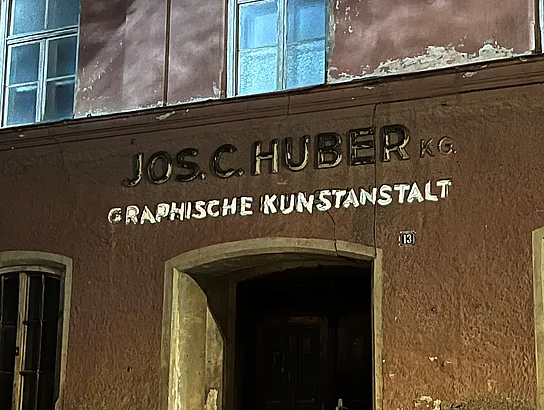 JOS. C. HUBER KG.
GRAPHISCHE KUNSTANSTALT
13